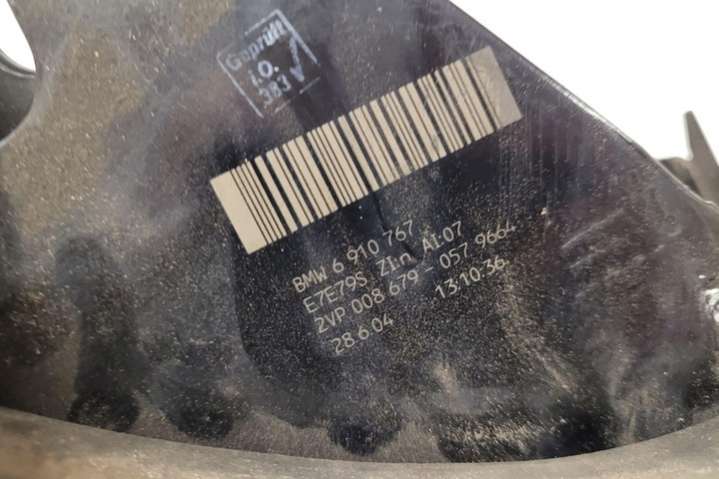 Geprüft
i.O.
383
BMW 6 910 767
E7E79S ZI:n AI:07
2VP 008 679-057 9664
28.6.04 13:10:36